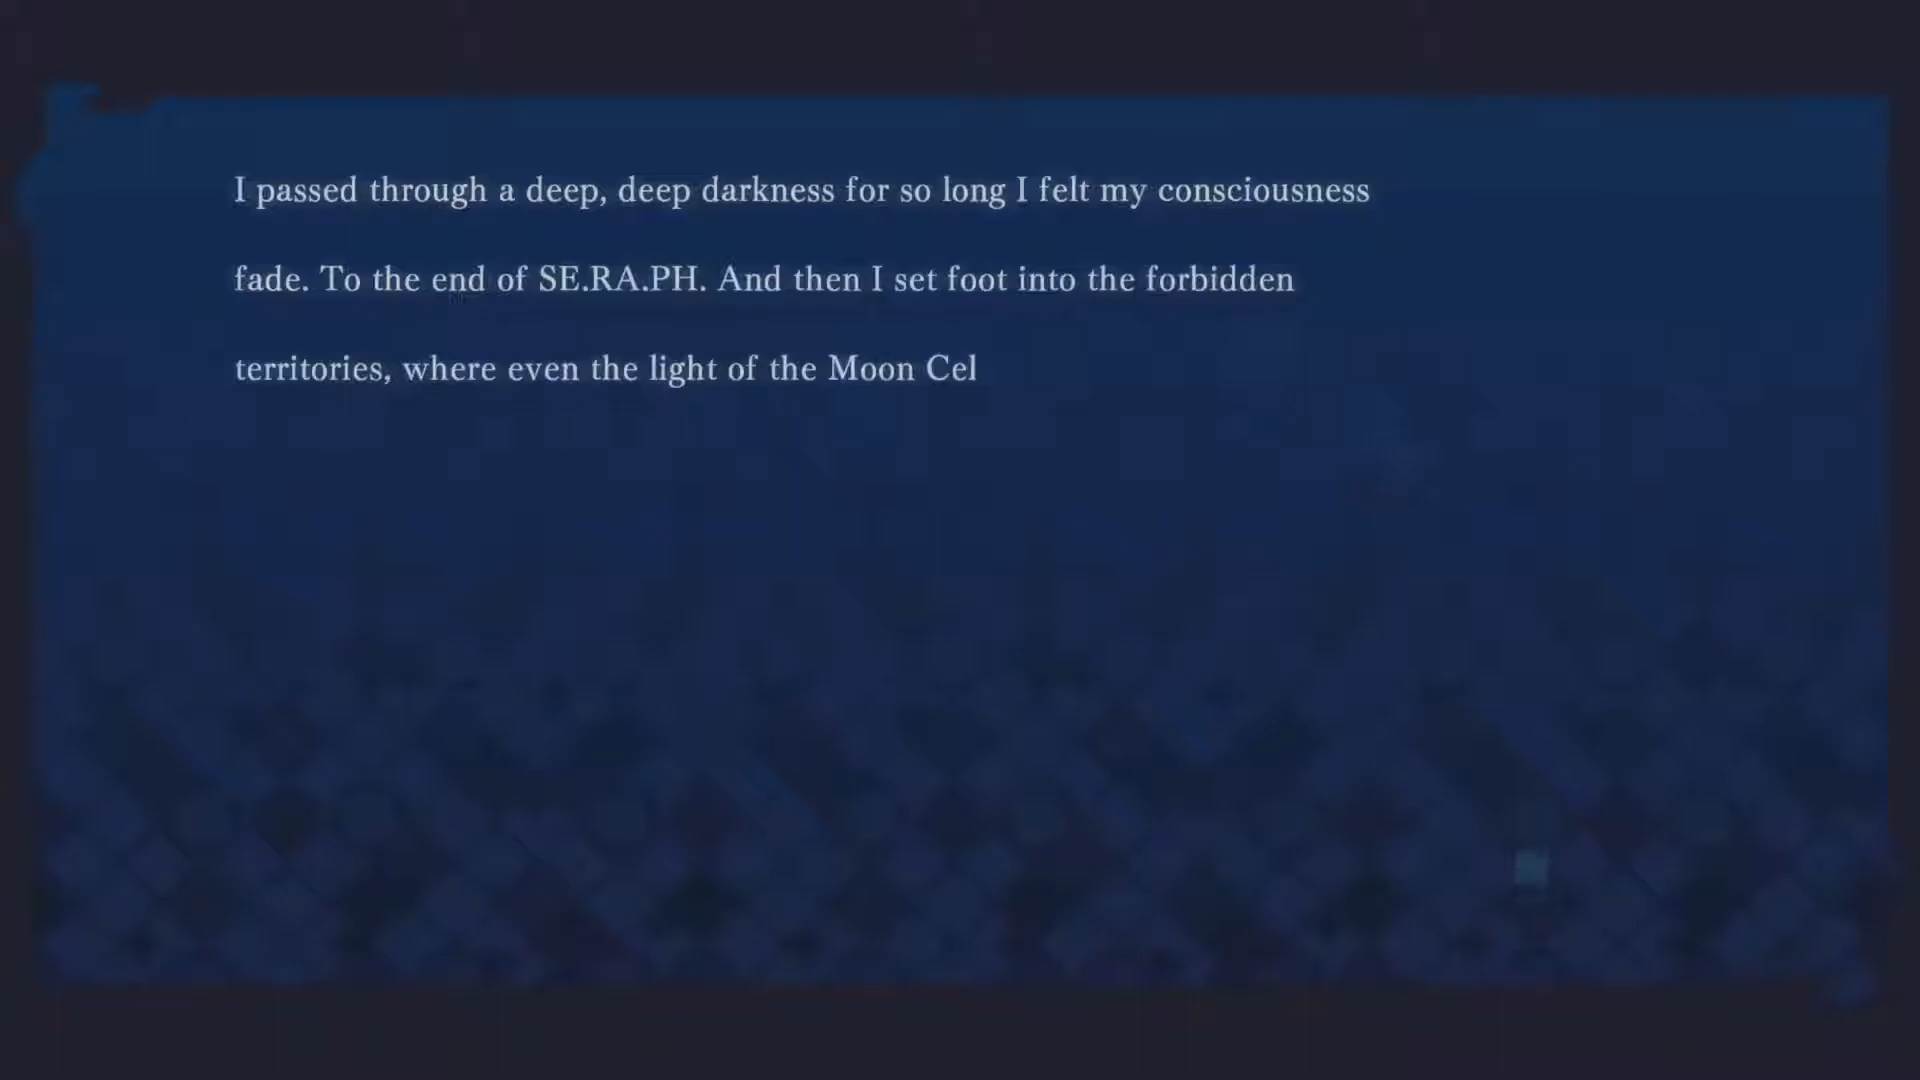 I passed through a deep, deep darkness for so long I felt my consciousness
fade. To the end of SE.RA.PH. And then I set foot into the forbidden
territories, where even the light of the Moon Cel